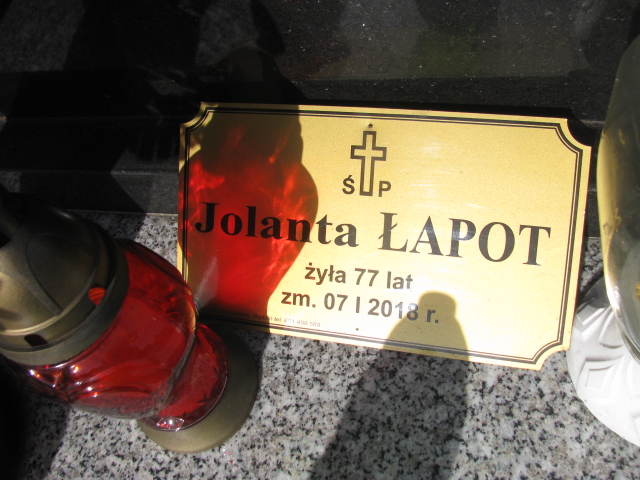 Ś P
Jolanta ŁAPOT
żyła 77 lat
zm. 07 I 2018 r.